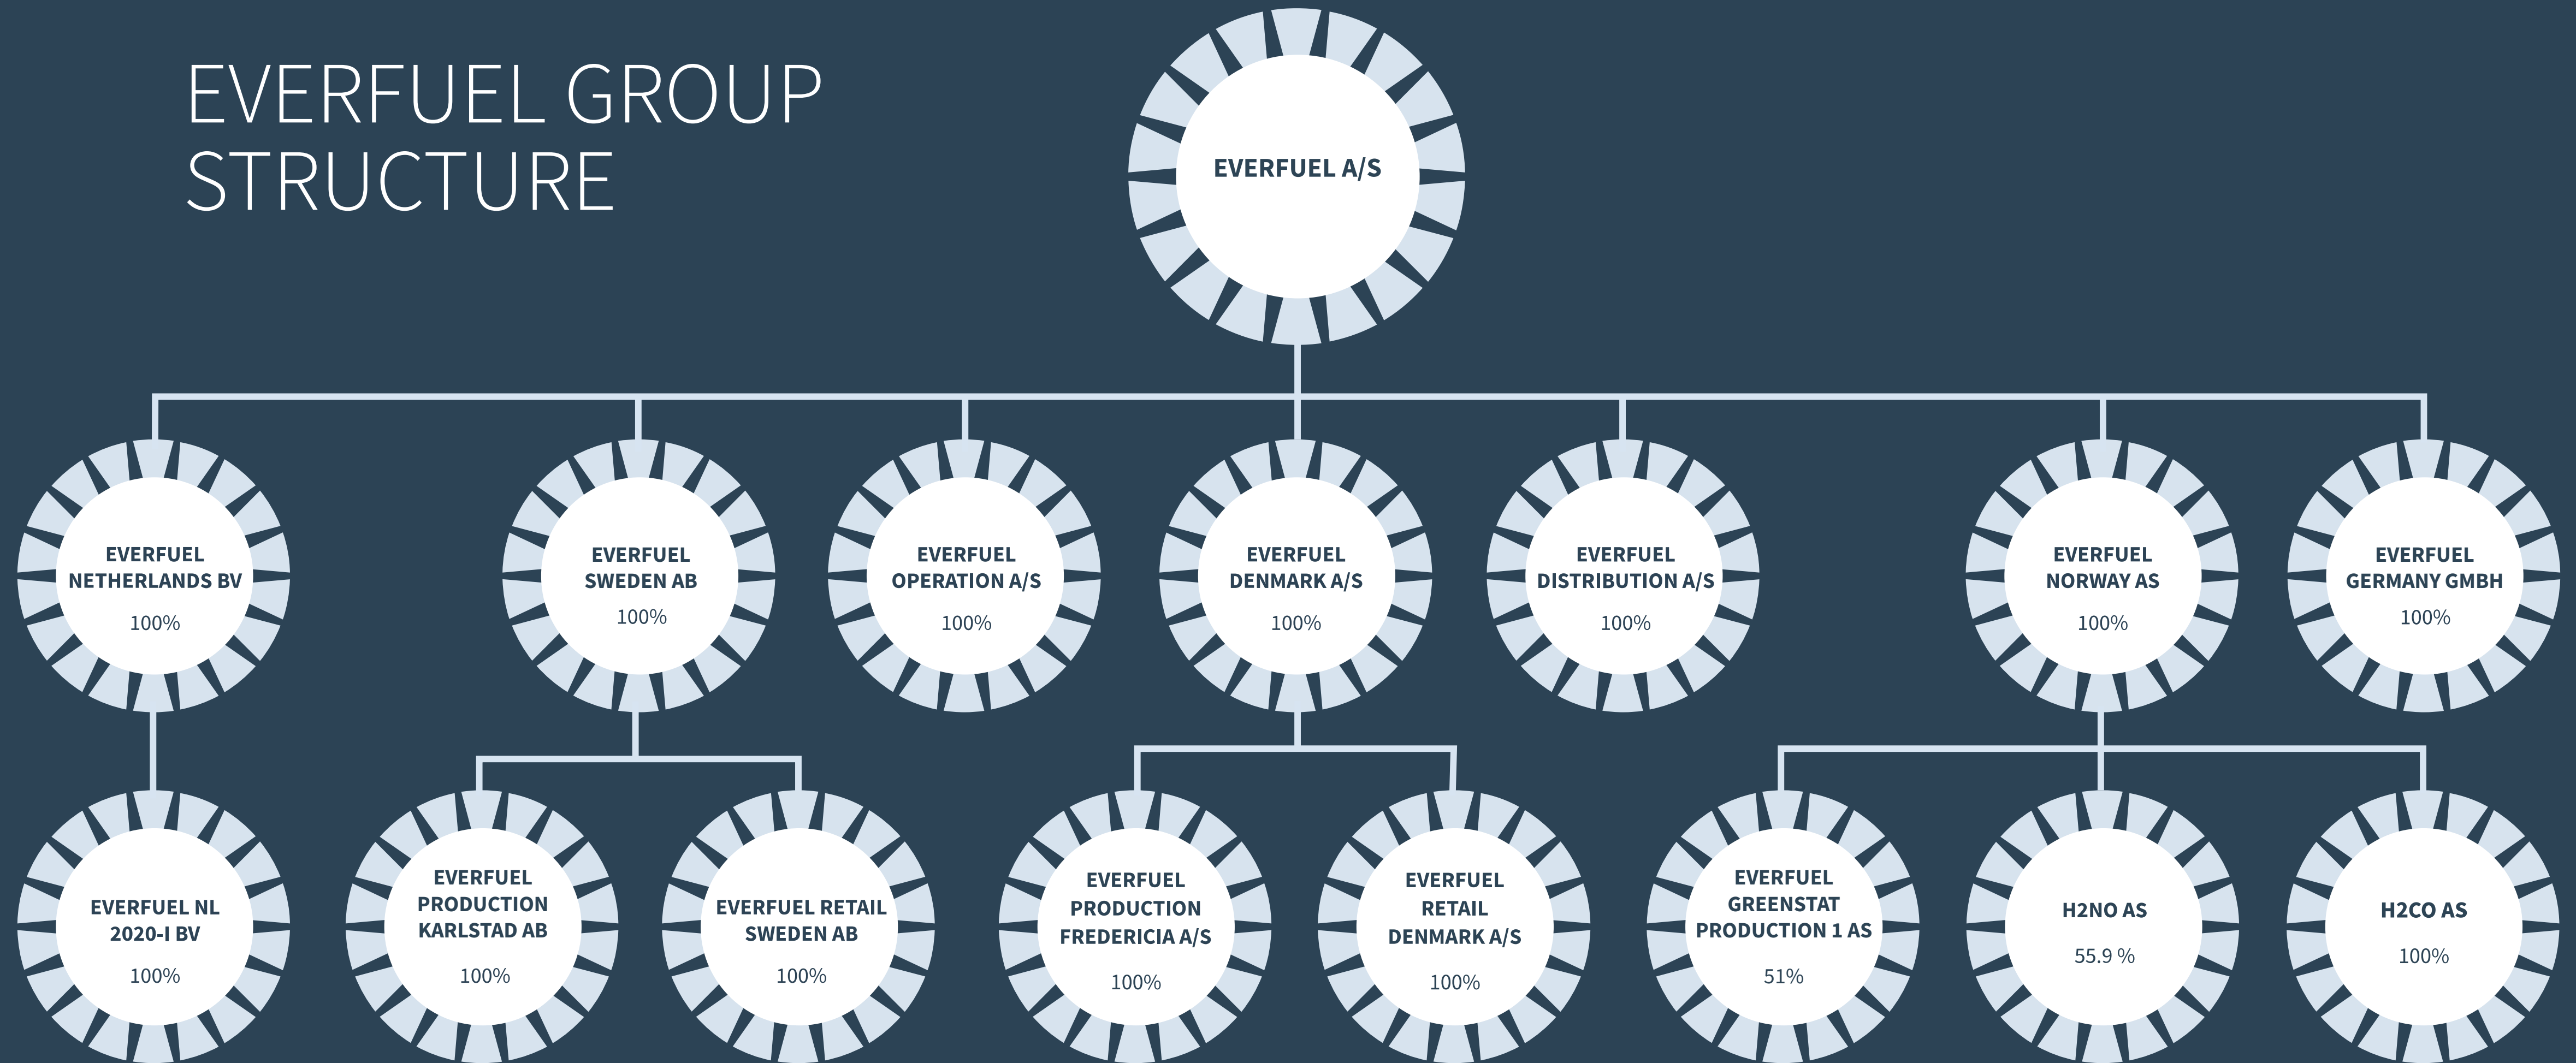 EVERFUEL GROUP
STRUCTURE
EVERFUEL A/S
EVERFUEL
NETHERLANDS BV
100%
EVERFUEL
SWEDEN AB
100%
EVERFUEL
OPERATION A/S
100%
EVERFUEL
DENMARK A/S
100%
EVERFUEL
DISTRIBUTION A/S
100%
EVERFUEL
NORWAY AS
100%
EVERFUEL
GERMANY GMBH
100%
EVERFUEL NL
2020-I BV
100%
EVERFUEL
PRODUCTION
KARLSTAD AB
100%
EVERFUEL RETAIL
SWEDEN AB
100%
EVERFUEL
PRODUCTION
FREDERICIA A/S
100%
EVERFUEL
RETAIL
DENMARK A/S
100%
EVERFUEL
GREENSTAT
PRODUCTION 1 AS
51%
H2NO AS
55.9 %
H2CO AS
100%